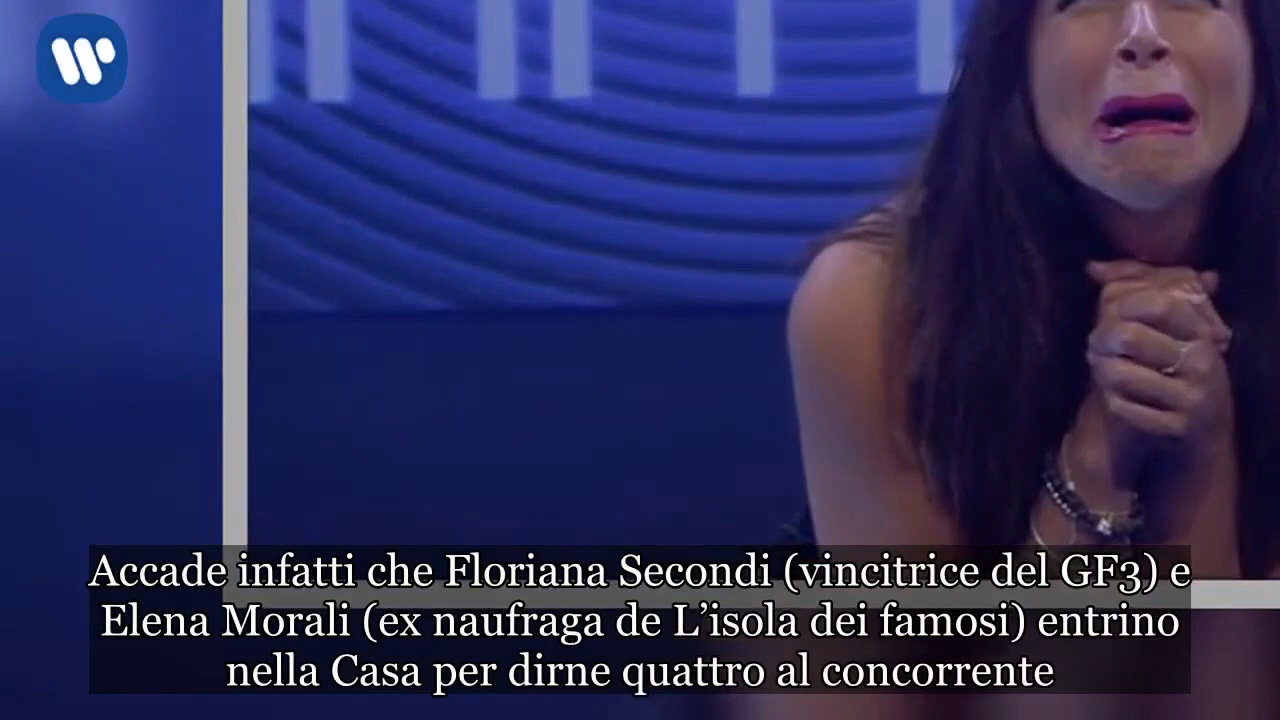 Accade infatti che Floriana Secondi (vincitrice del GF3) e
Elena Morali (ex naufraga de L’isola dei famosi) entrino
nella Casa per dirne quattro al concorrente